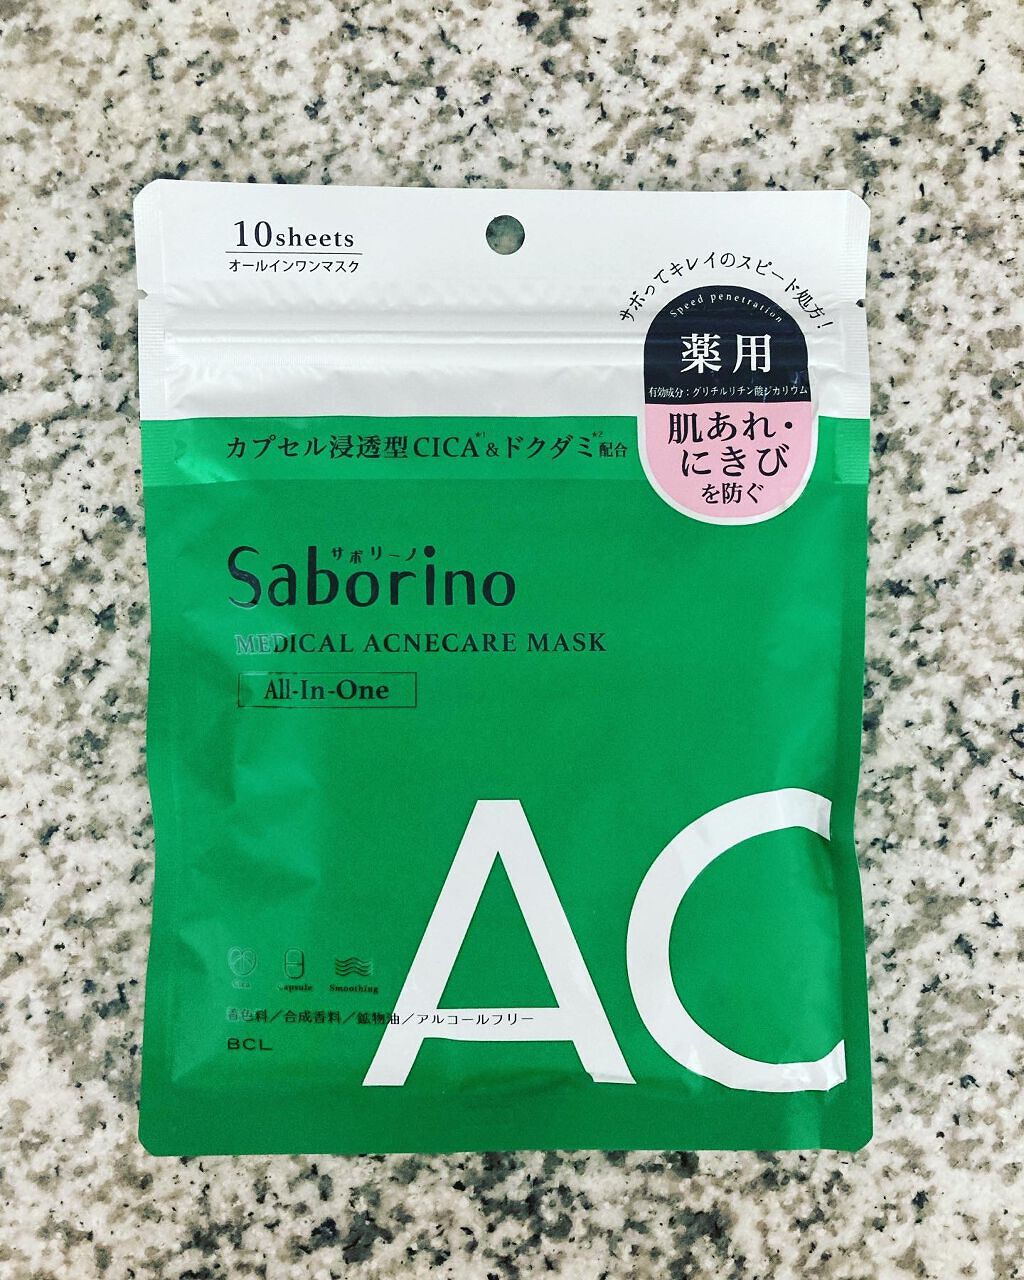 10sheets
オールインワンマスク
サボってキレイのスピード処方!
Speed penetration
薬用
有効成分:グリチルリチン酸ジカリウム
肌あれ・
にきび
を防ぐ
カプセル浸透型CICA*1&ドクダミ*2配合
サボリーノ
Saborino
MEDICAL ACNECARE MASK
All-In-One
AC
Cica Capsule Smoothing
着色料/合成香料/鉱物油/アルコールフリー
BCL